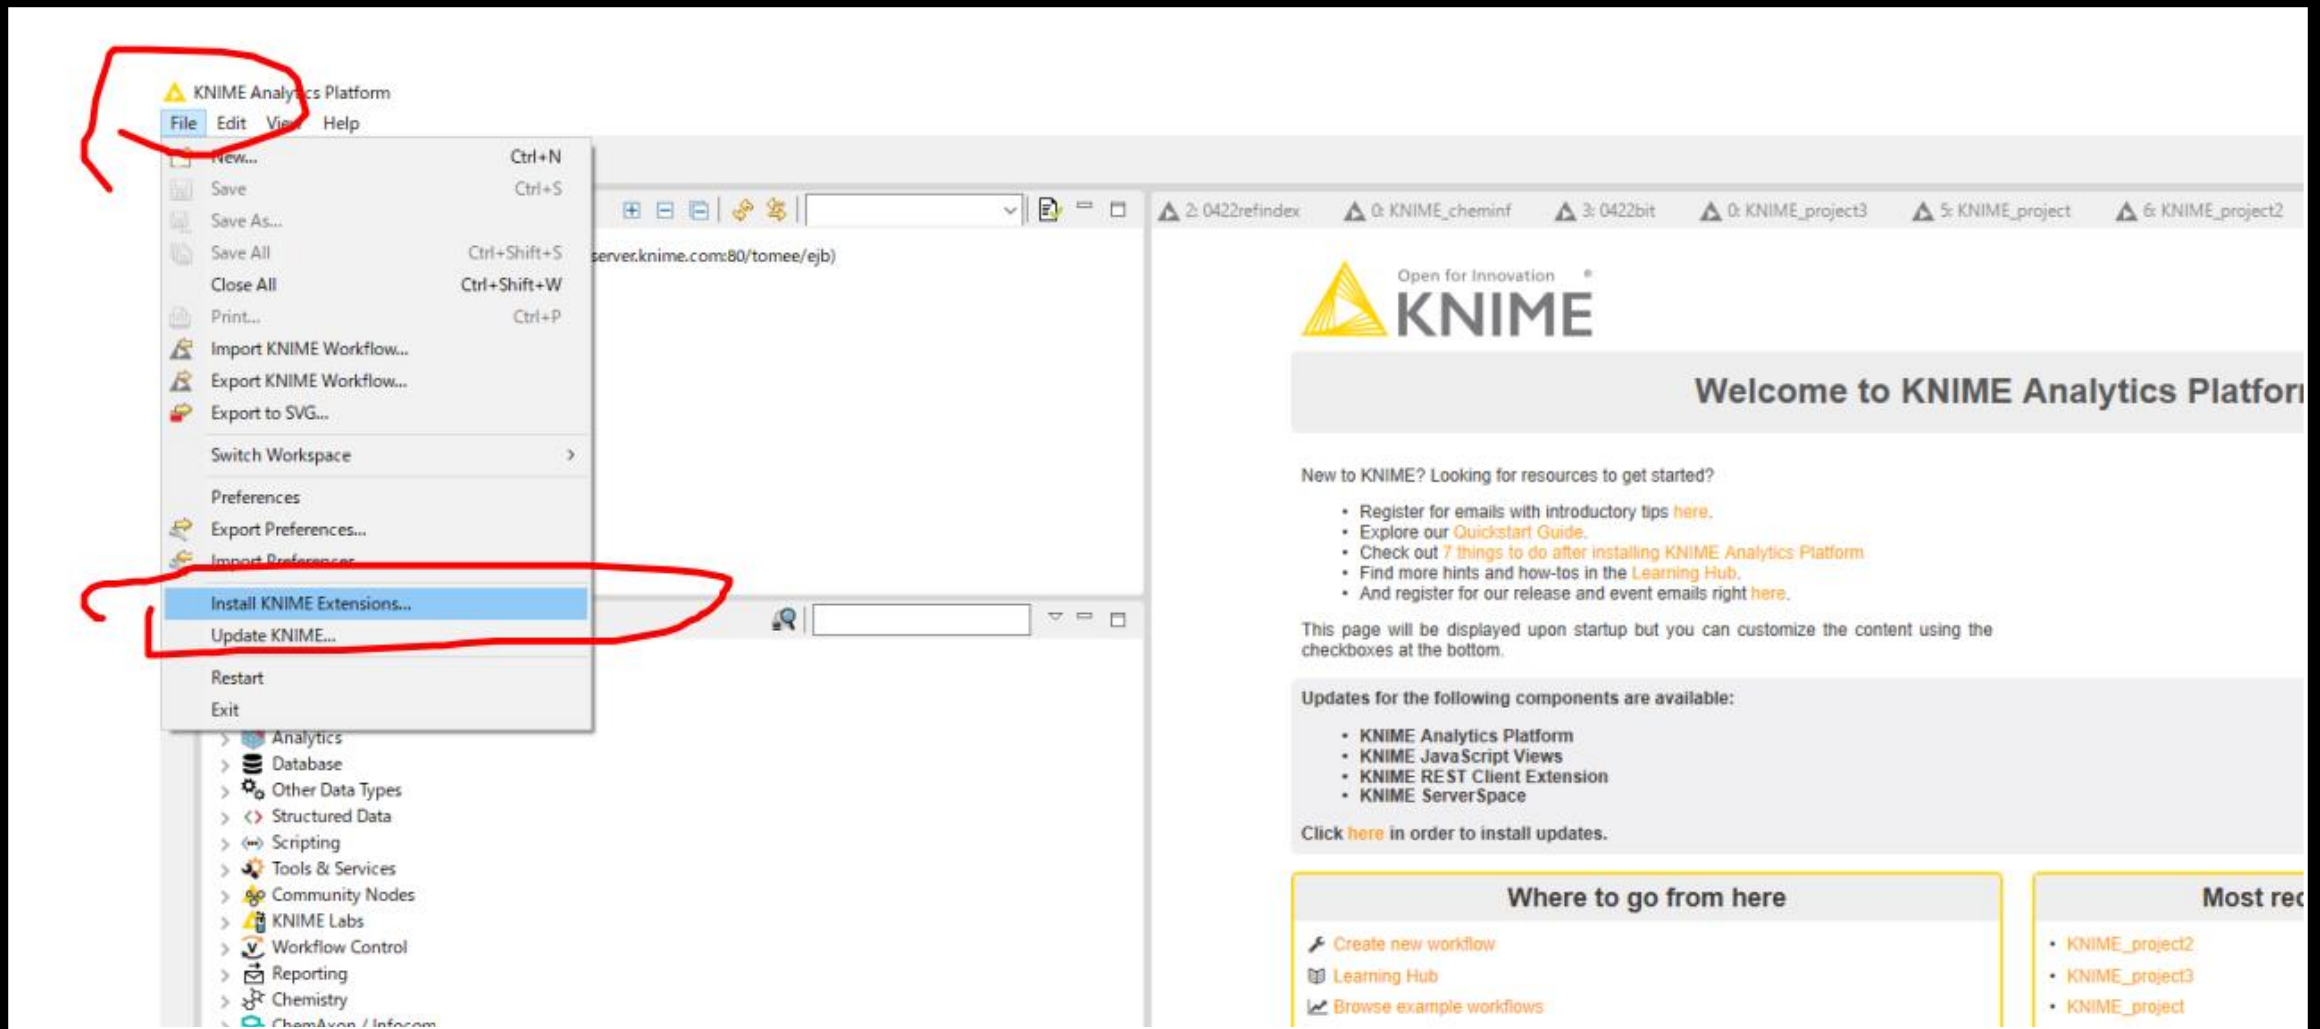 KNIME Analytics Platform
File Edit View Help
New... Ctrl+N
Save Ctrl+S
Save As...
Save All Ctrl+Shift+S
Close All Ctrl+Shift+W
Print... Ctrl+P
Import KNIME Workflow...
Export KNIME Workflow...
Export to SVG...
Switch Workspace
Preferences
Export Preferences...
Import Preferences...
Install KNIME Extensions...
Update KNIME...
Restart
Exit
server.knime.com:80/tomee/ejb)
Analytics
Database
Other Data Types
Structured Data
Scripting
Tools & Services
Community Nodes
KNIME Labs
Workflow Control
Reporting
Chemistry
ChemAxon / Infocom
2: 0422refindex 0: KNIME_cheminf 3: 0422bit 0: KNIME_project3 5: KNIME_project 6: KNIME_project2
Open for Innovation ®
KNIME
Welcome to KNIME Analytics Platfor
New to KNIME? Looking for resources to get started?
• Register for emails with introductory tips here.
• Explore our Quickstart Guide.
• Check out 7 things to do after installing KNIME Analytics Platform
• Find more hints and how-tos in the Learning Hub.
• And register for our release and event emails right here.
This page will be displayed upon startup but you can customize the content using the
checkboxes at the bottom.
Updates for the following components are available:
• KNIME Analytics Platform
• KNIME JavaScript Views
• KNIME REST Client Extension
• KNIME ServerSpace
Click here in order to install updates.
Where to go from here
Create new workflow
Learning Hub
Browse example workflows
Most rec
• KNIME_project2
• KNIME_project3
• KNIME_project